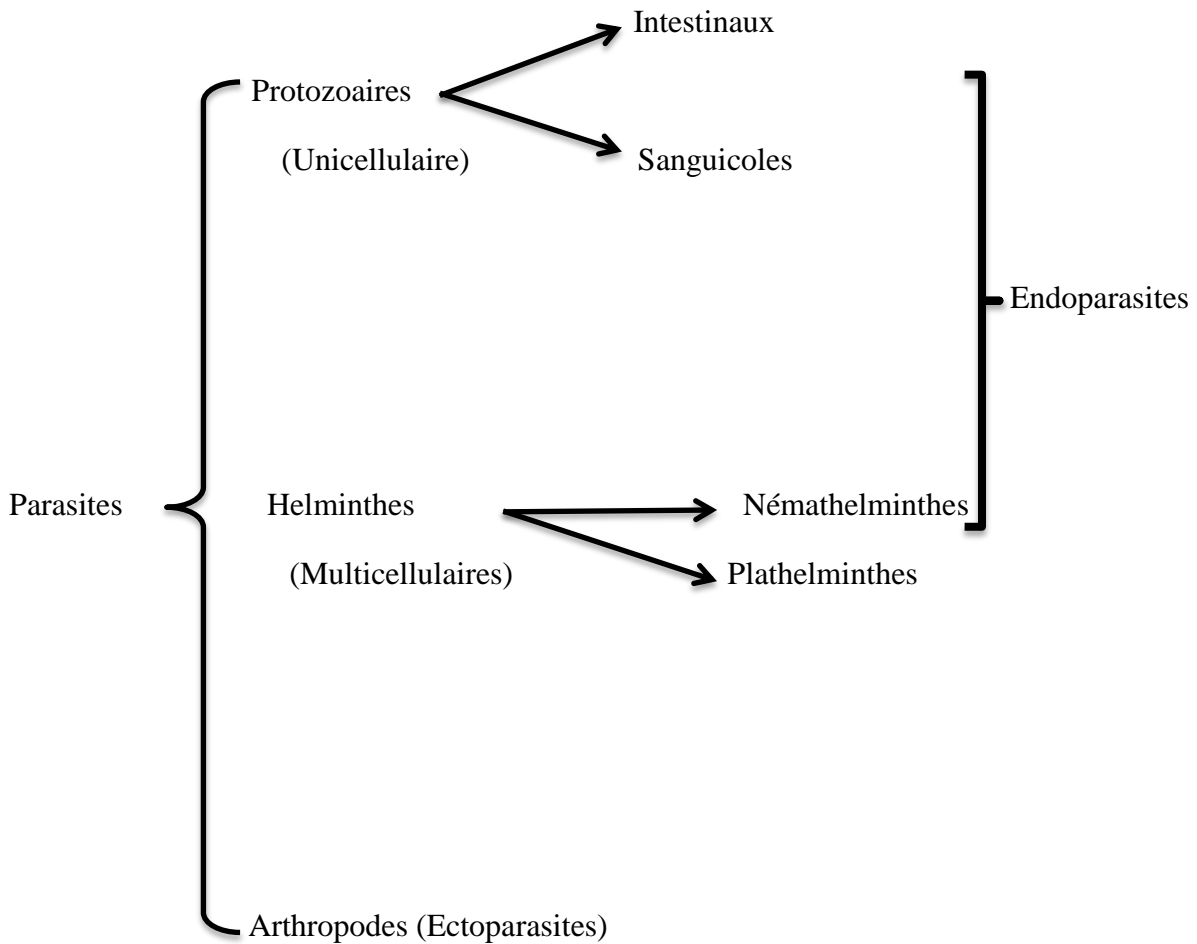 Intestinaux
Protozoaires
(Unicellulaire)
Sanguicoles
Endoparasites
Parasites
Helminthes
Némathelminthes
(Multicellulaires)
Plathelminthes
Arthropodes (Ectoparasites)